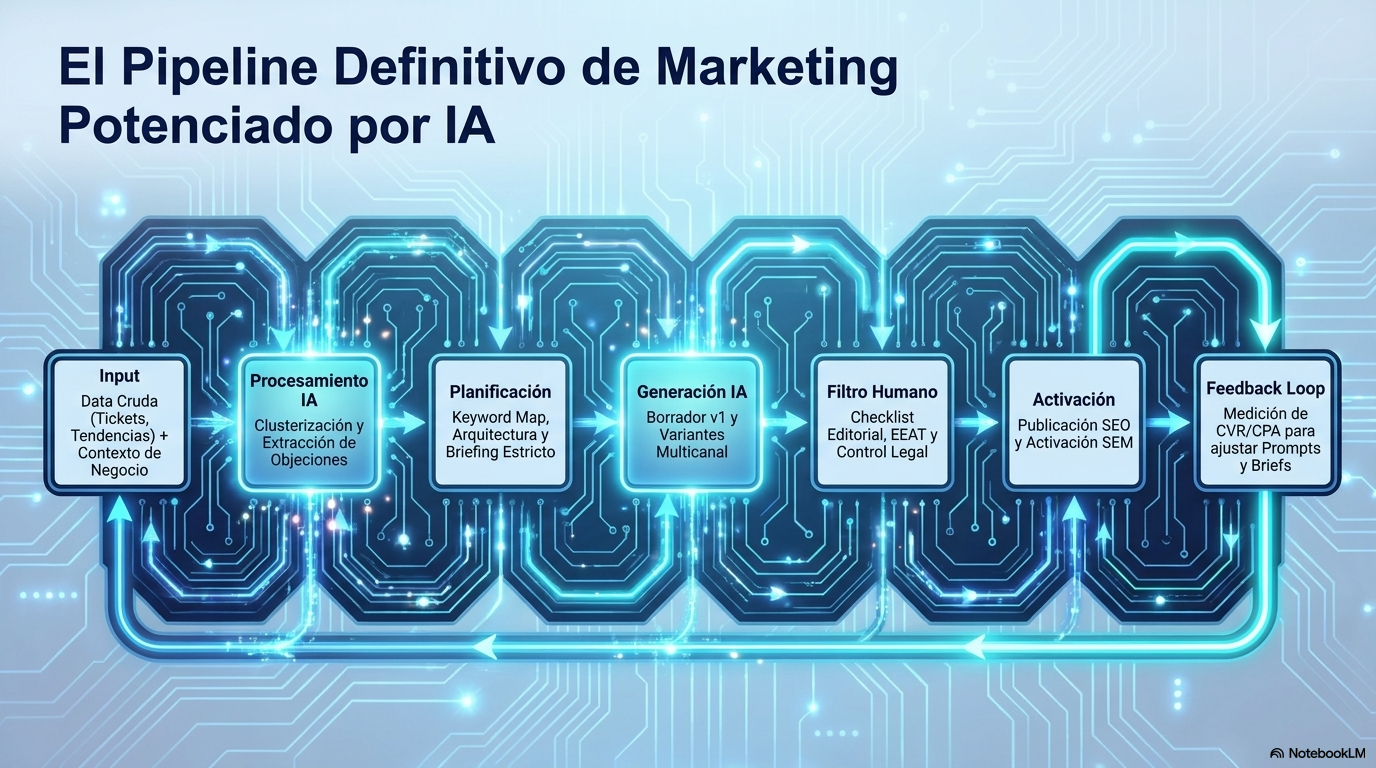 El Pipeline Definitivo de Marketing
Potenciado por IA
Input
Data Cruda
(Tickets,
Tendencias) +
Contexto de
Negocio
Procesamiento
IA
Clusterización y
Extracción de
Objeciones
Planificación
Keyword Map,
Arquitectura y
Briefing Estricto
Generación IA
Borrador v1 y
Variantes
Multicanal
Filtro Humano
Checklist
Editorial, EEAT y
Control Legal
Activación
Publicación SEO
y Activación SEM
Feedback Loop
Medición de
CVR/CPA para
ajustar Prompts
y Briefs
NotebookLM